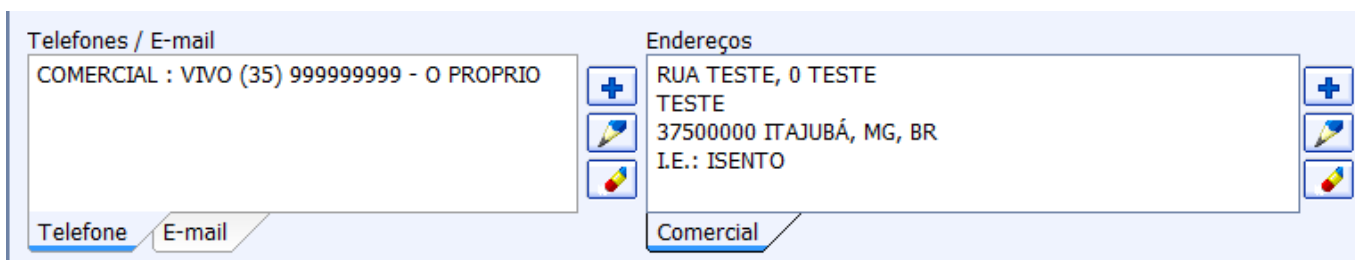 Telefones / E-mail
COMERCIAL : VIVO (35) 999999999 - O PROPRIO
Telefone
E-mail
Endereços
RUA TESTE, 0 TESTE
TESTE
37500000 ITAJUBÁ, MG, BR
I.E.: ISENTO
Comercial